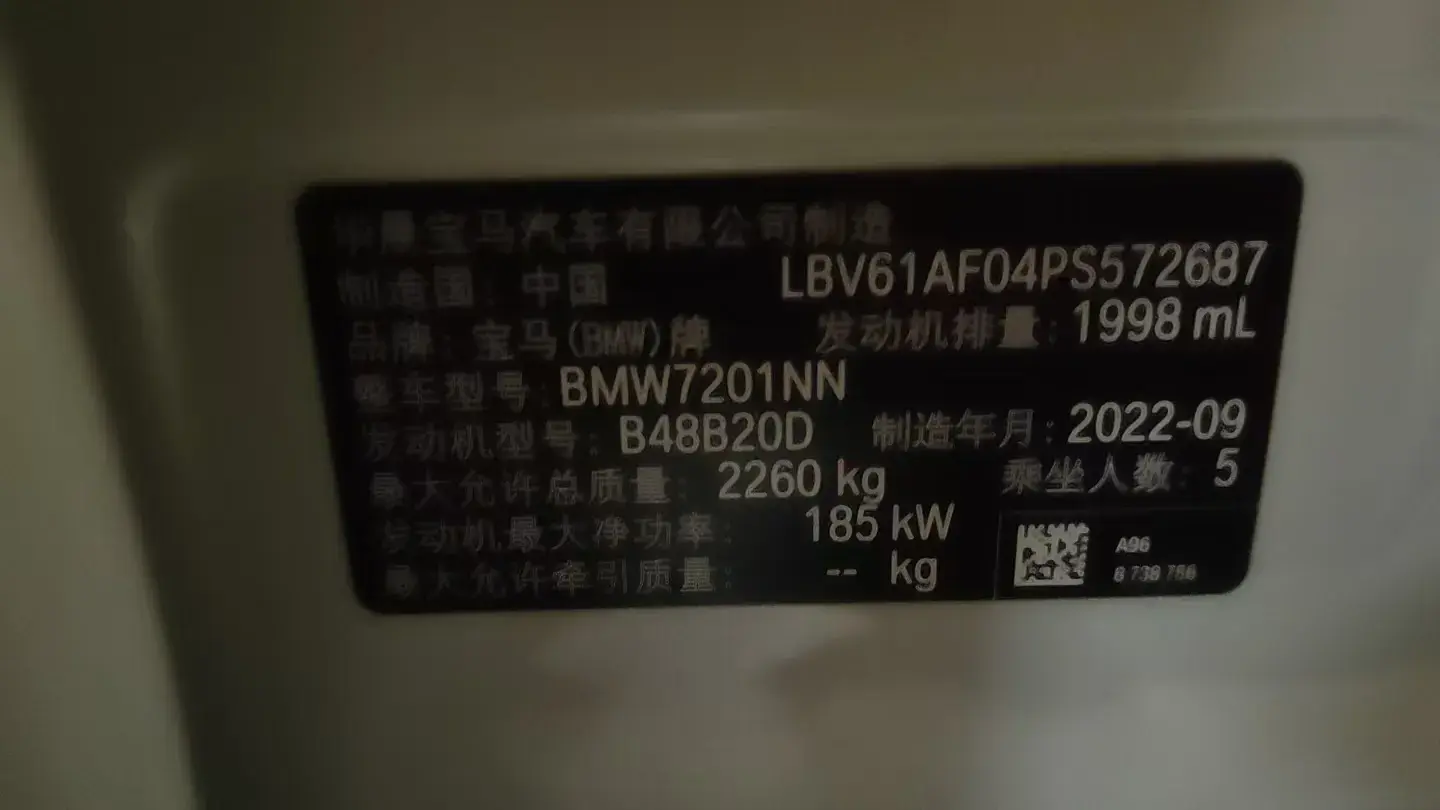 华晨宝马汽车有限公司制造
制造国：中国 LBV61AF04PS572687
品牌：宝马(BMW)牌 发动机排量：1998 mL
整车型号：BMW7201NN
发动机型号：B48B20D 制造年月：2022-09
最大允许总质量：2260 kg 乘坐人数：5
发动机最大净功率：185 kW
最大允许牵引质量：-- kg
A96